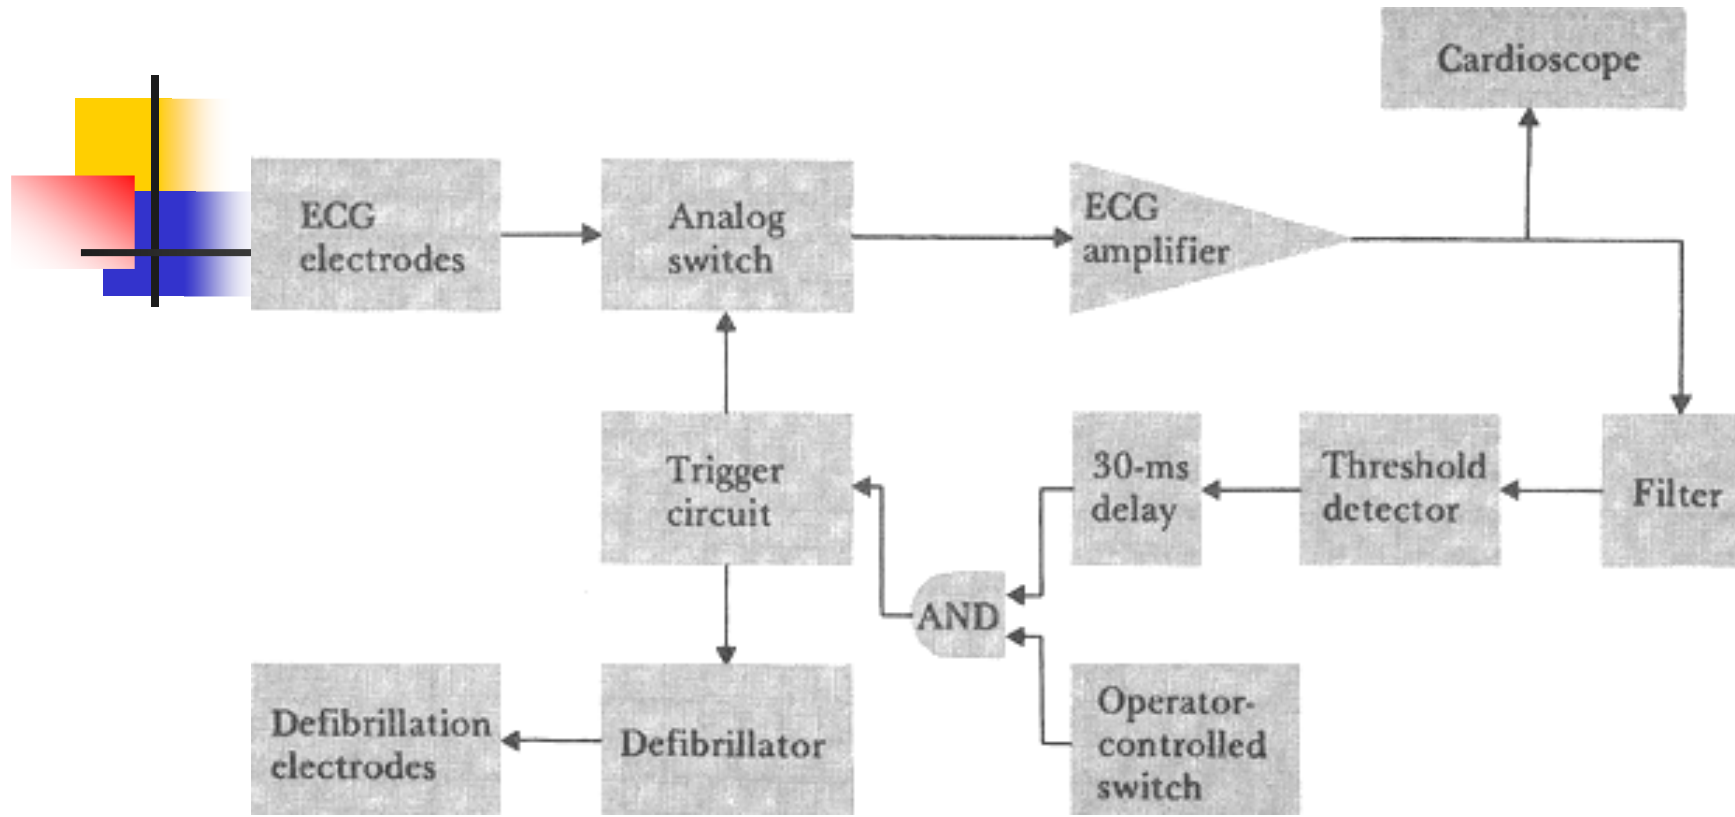 Cardioscope
ECG
electrodes
Analog
switch
ECG
amplifier
Trigger
circuit
30-ms
delay
Threshold
detector
Filter
AND
Defibrillation
electrodes
Defibrillator
Operator-
controlled
switch